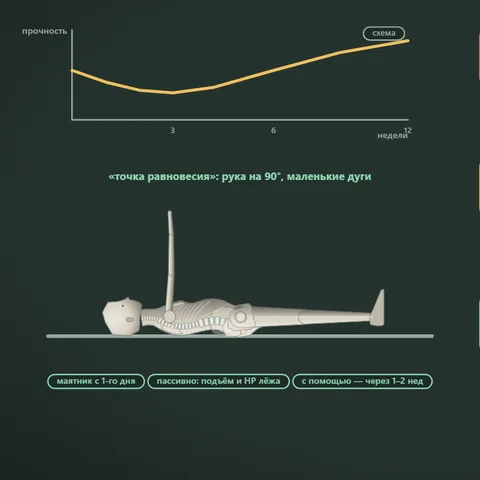 прочность
схема
3
6
12
недели
«точка равновесия»: рука на 90°, маленькие дуги
маятник с 1-го дня
пассивно: подъём и НР лёжа
с помощью — через 1–2 нед